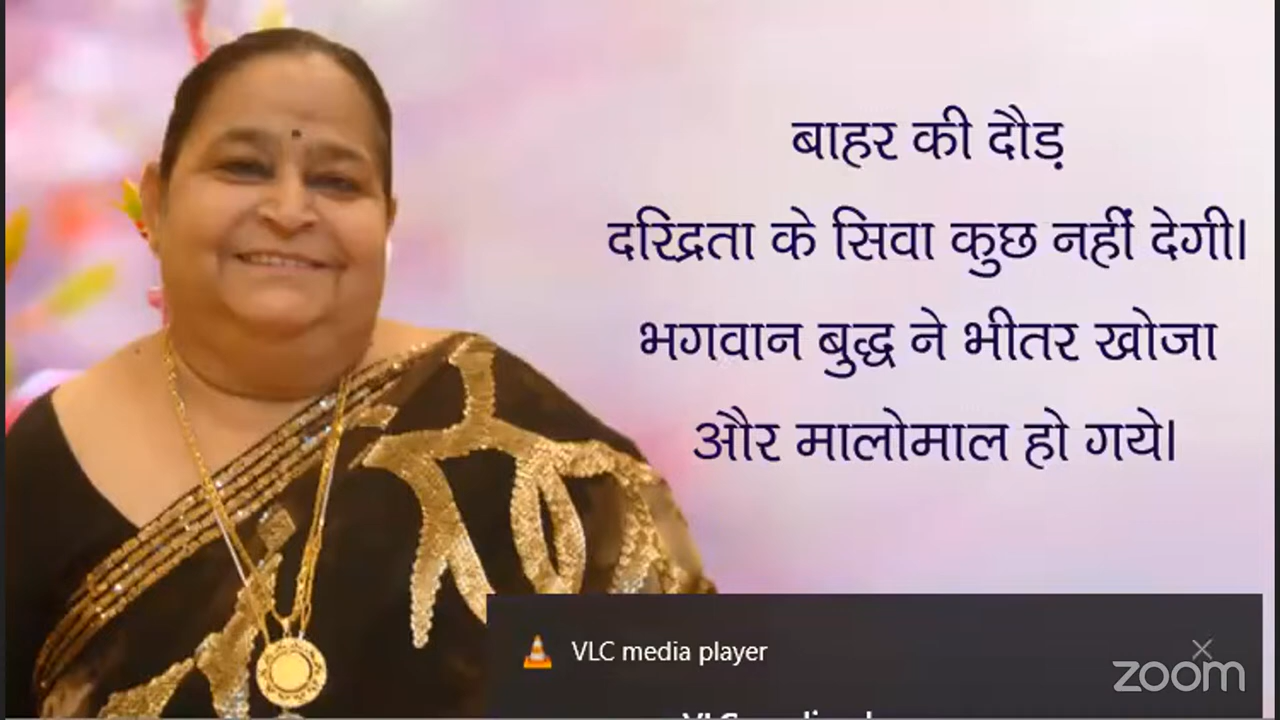 बाहर की दौड़
दरिद्रता के सिवा कुछ नहीं देगी।
भगवान बुद्ध ने भीतर खोजा
और मालोमाल हो गये।
VLC media player
zoom